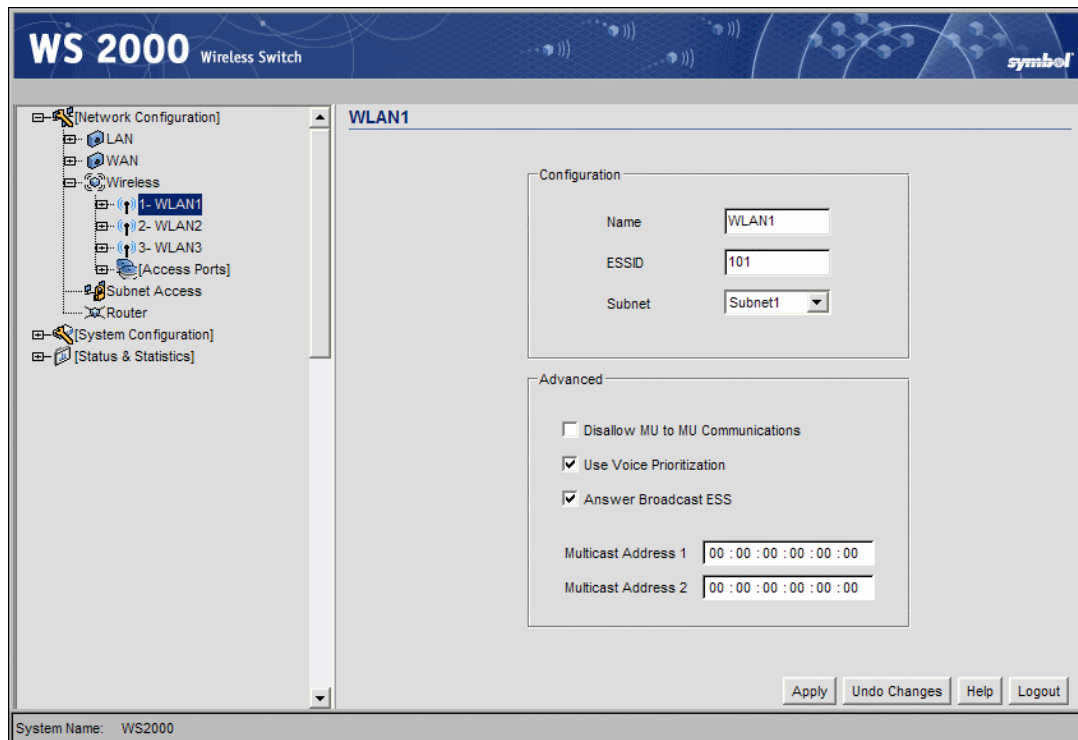 WS 2000 Wireless Switch
symbol
[Network Configuration]
LAN
WAN
Wireless
1- WLAN1
2- WLAN2
3- WLAN3
[Access Ports]
Subnet Access
Router
[System Configuration]
[Status & Statistics]
WLAN1
Configuration
Name WLAN1
ESSID 101
Subnet Subnet1
Advanced
Disallow MU to MU Communications
Use Voice Prioritization
Answer Broadcast ESS
Multicast Address 1 00 : 00 : 00 : 00 : 00 : 00
Multicast Address 2 00 : 00 : 00 : 00 : 00 : 00
Apply Undo Changes Help Logout
System Name: WS2000